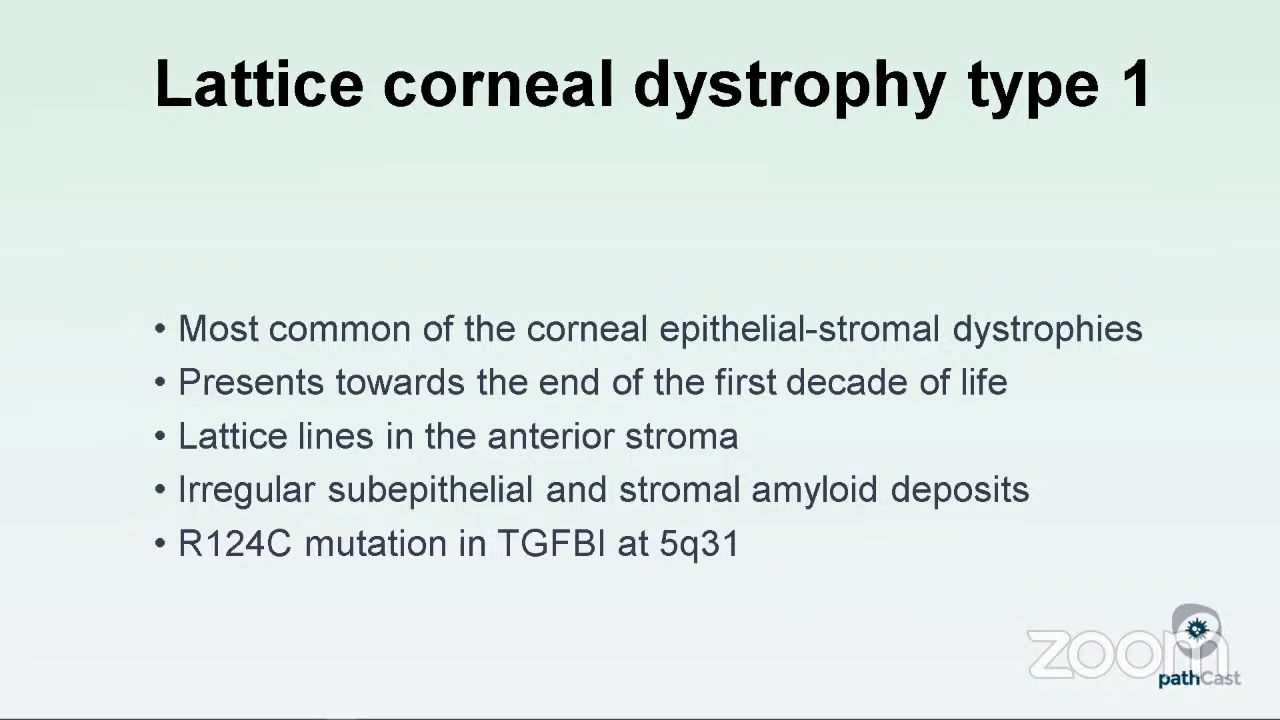 Lattice corneal dystrophy type 1
• Most common of the corneal epithelial-stromal dystrophies
• Presents towards the end of the first decade of life
• Lattice lines in the anterior stroma
• Irregular subepithelial and stromal amyloid deposits
• R124C mutation in TGFBI at 5q31
zoom
pathCast